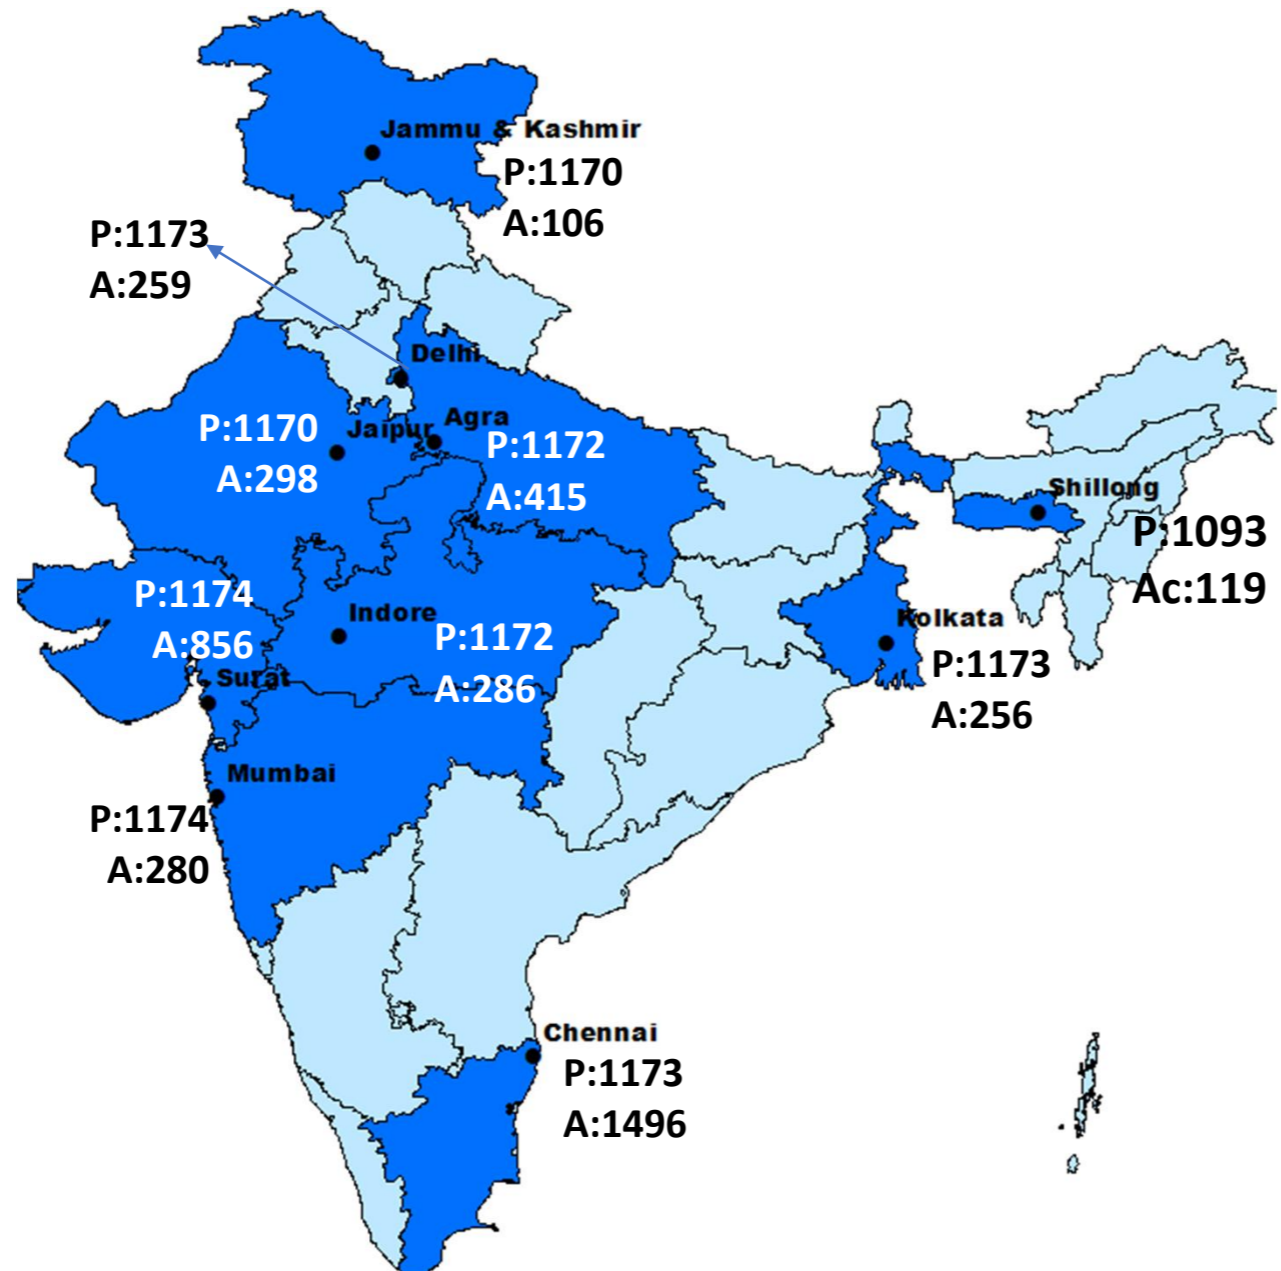 Jammu & Kashmir
P:1170
A:106
P:1173
A:259
Delhi
P:1170
A:298
Jaipur
Agra
P:1172
A:415
Shillong
P:1093
Ac:119
P:1174
A:856
Surat
Indore
P:1172
A:286
Kolkata
P:1173
A:256
Mumbai
P:1174
A:280
Chennai
P:1173
A:1496